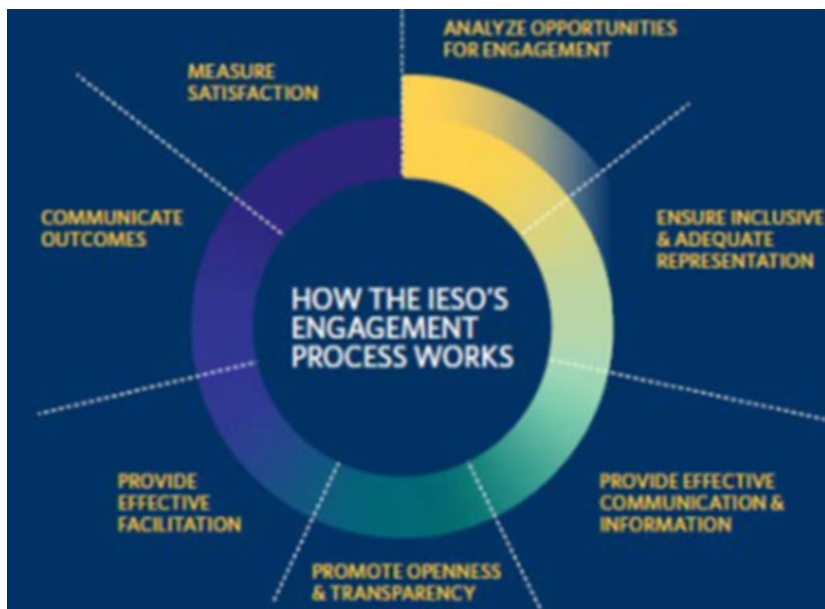 ANALYZE OPPORTUNITIES
FOR ENGAGEMENT
ENSURE INCLUSIVE
& ADEQUATE
REPRESENTATION
PROVIDE EFFECTIVE
COMMUNICATION &
INFORMATION
PROMOTE OPENNESS
& TRANSPARENCY
PROVIDE
EFFECTIVE
FACILITATION
COMMUNICATE
OUTCOMES
MEASURE
SATISFACTION
HOW THE IESO'S
ENGAGEMENT
PROCESS WORKS